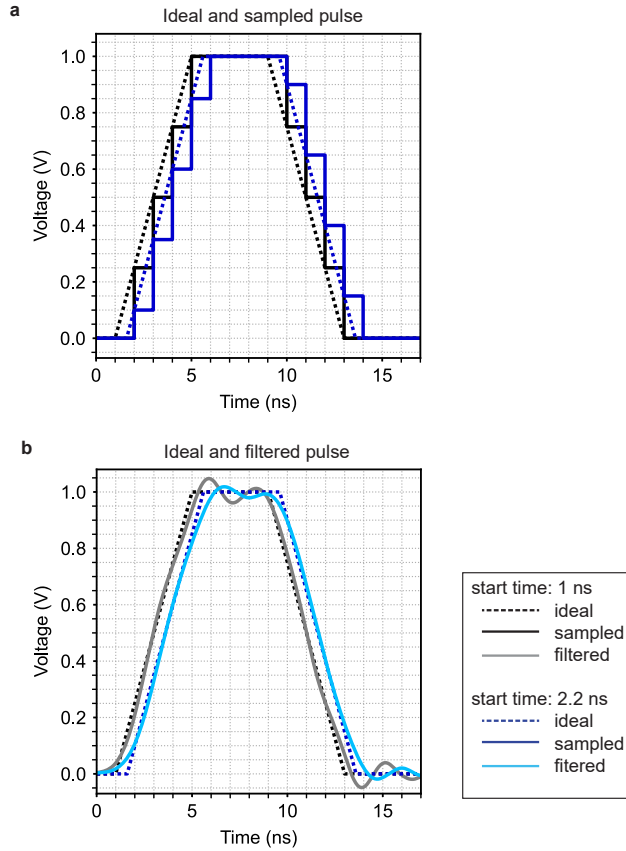 a
Ideal and sampled pulse
1.0
0.8
0.6
0.4
0.2
0.0
Voltage (V)
0 5 10 15
Time (ns)
b
Ideal and filtered pulse
1.0
0.8
0.6
0.4
0.2
0.0
Voltage (V)
0 5 10 15
Time (ns)
start time: 1 ns
ideal
sampled
filtered
start time: 2.2 ns
ideal
sampled
fitered